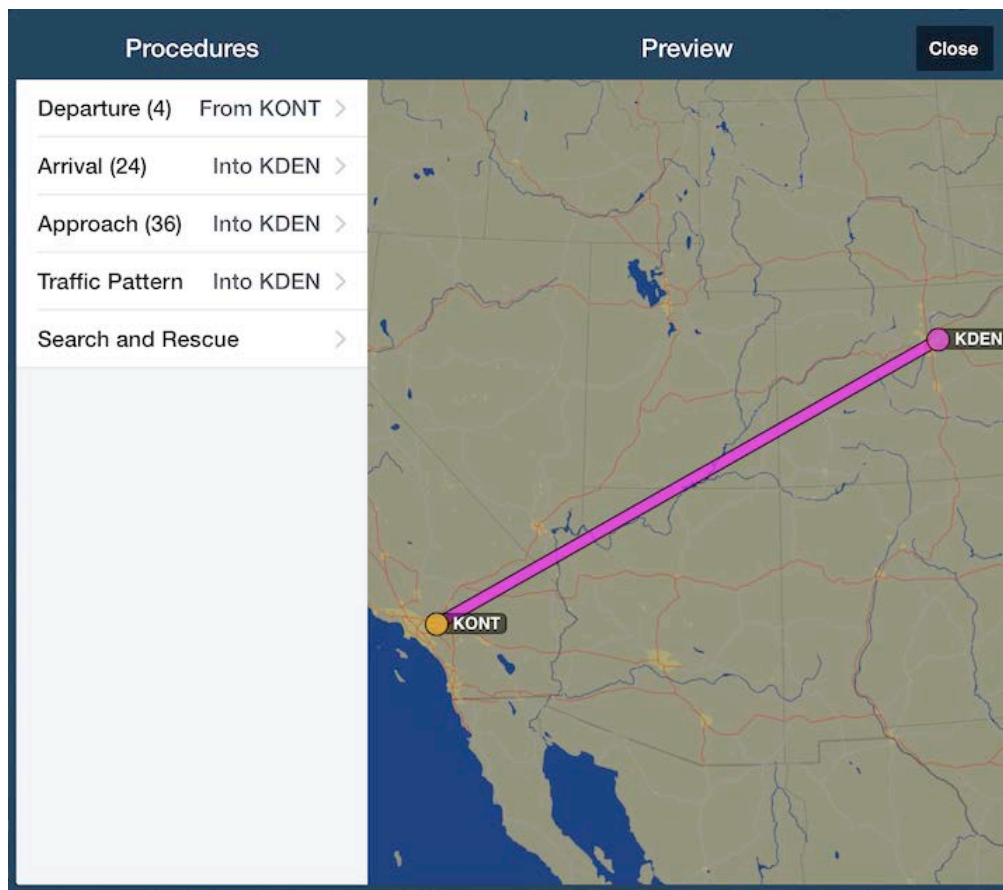 Procedures
Preview
Close
Departure (4) From KONT
Arrival (24) Into KDEN
Approach (36) Into KDEN
Traffic Pattern Into KDEN
Search and Rescue
KDEN
KONT